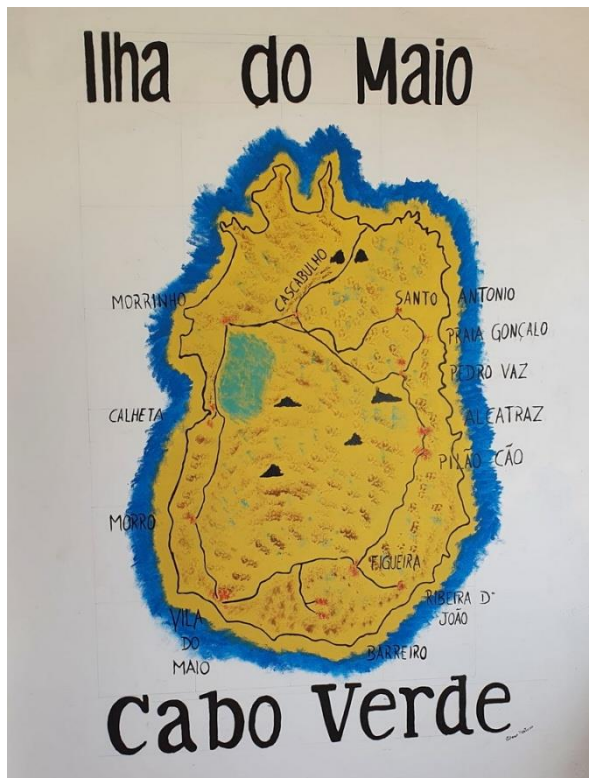 Ilha do Maio
CASCABULHO
MORRINHO
SANTO ANTONIO
PRAIA GONÇALO
PEDRO VAZ
CALHETA
ALCATRAZ
PILÃO CÃO
MORRO
FIGUEIRA
RIBEIRA D-
JOÃO
VILA
DO
MAIO
BARREIRO
Cabo Verde